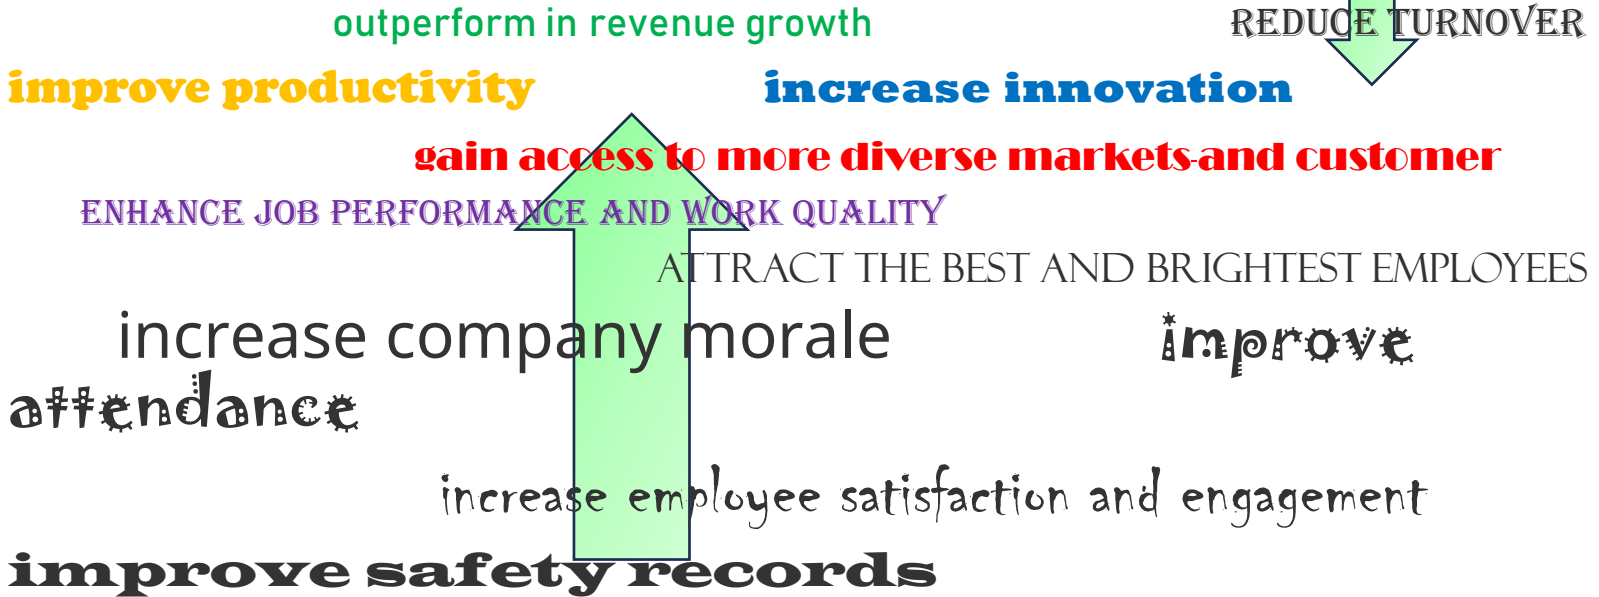 outperform in revenue growth REDUCE TURNOVER
improve productivity increase innovation
gain access to more diverse markets-and customer
ENHANCE JOB PERFORMANCE AND WORK QUALITY
ATTRACT THE BEST AND BRIGHTEST EMPLOYEES
increase company morale improve
attendance
increase employee satisfaction and engagement
improve safety records